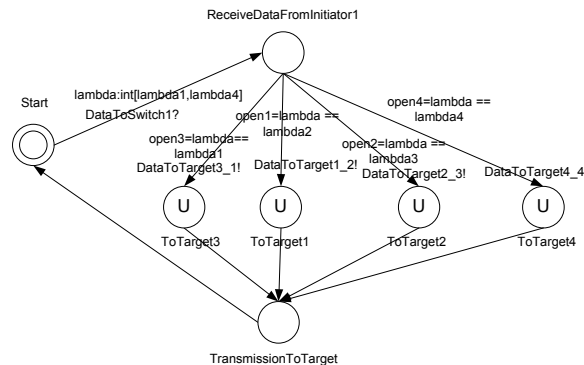 ReceiveDataFromInitiator1
lambda:int[lambda1,lambda4]
Start
DataToSwitch1?
open3=lambda==
lambda1
DataToTarget3_1!
open1=lambda ==
lambda2
DataToTarget1_2!
open2=lambda ==
lambda3
DataToTarget2_3!
open4=lambda ==
lambda4
DataToTarget4_4
U
U
U
U
ToTarget3
ToTarget1
ToTarget2
ToTarget4
TransmissionToTarget